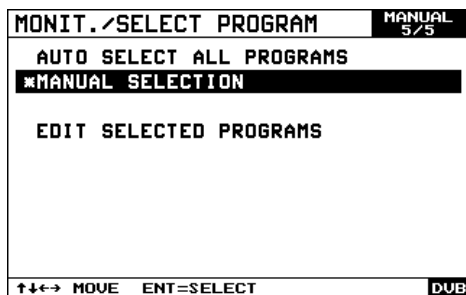 MONIT./SELECT PROGRAM MANUAL 5/5
AUTO SELECT ALL PROGRAMS
*MANUAL SELECTION
EDIT SELECTED PROGRAMS
↑↓←→ MOVE ENT=SELECT DVB